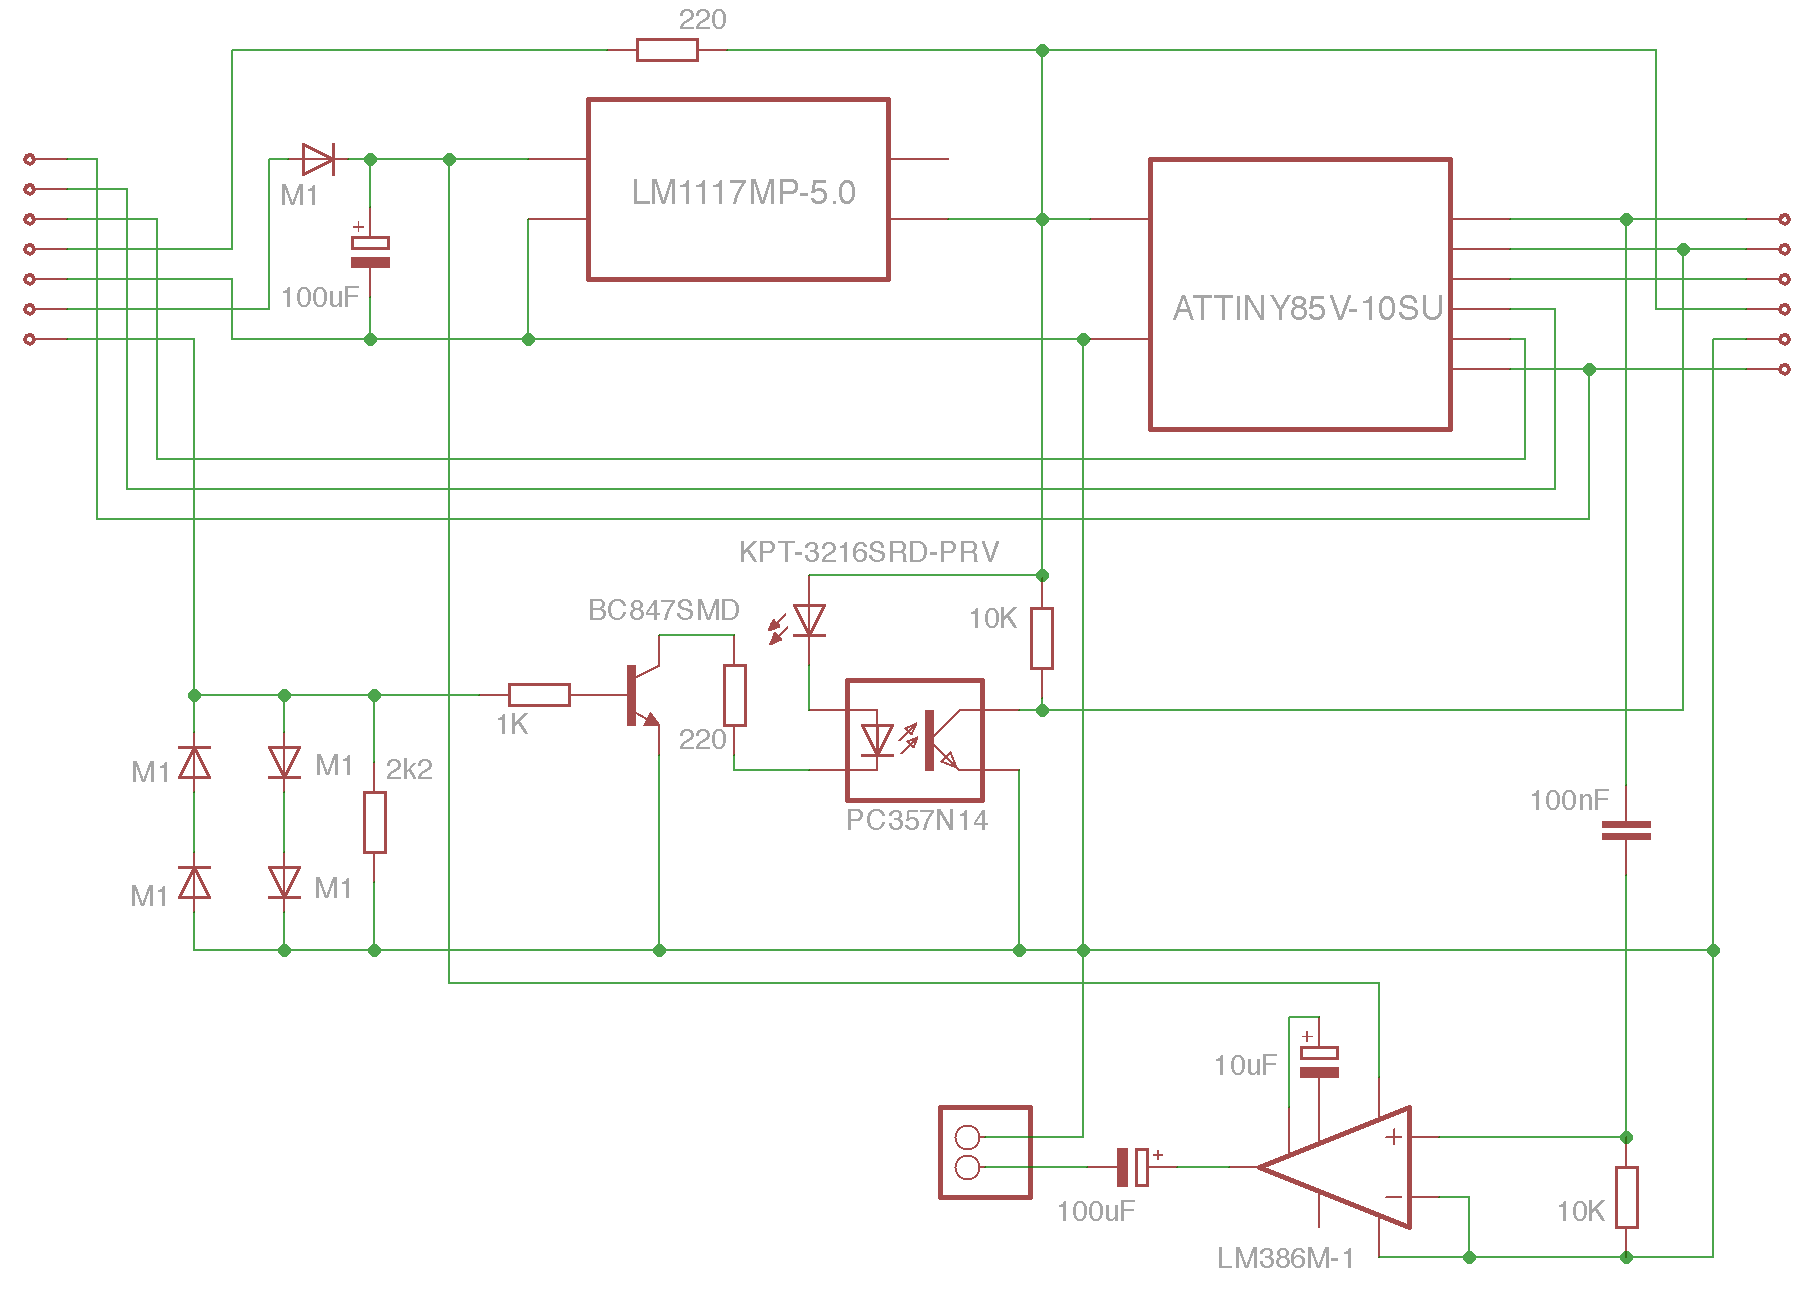 220
M1
LM1117MP-5.0
+
100uF
ATTINY85V-10SU
KPT-3216SRD-PRV
BC847SMD
10K
1K
220
M1
M1
2k2
PC357N14
100nF
M1
M1
+
10uF
+
+
100uF
−
10K
LM386M-1